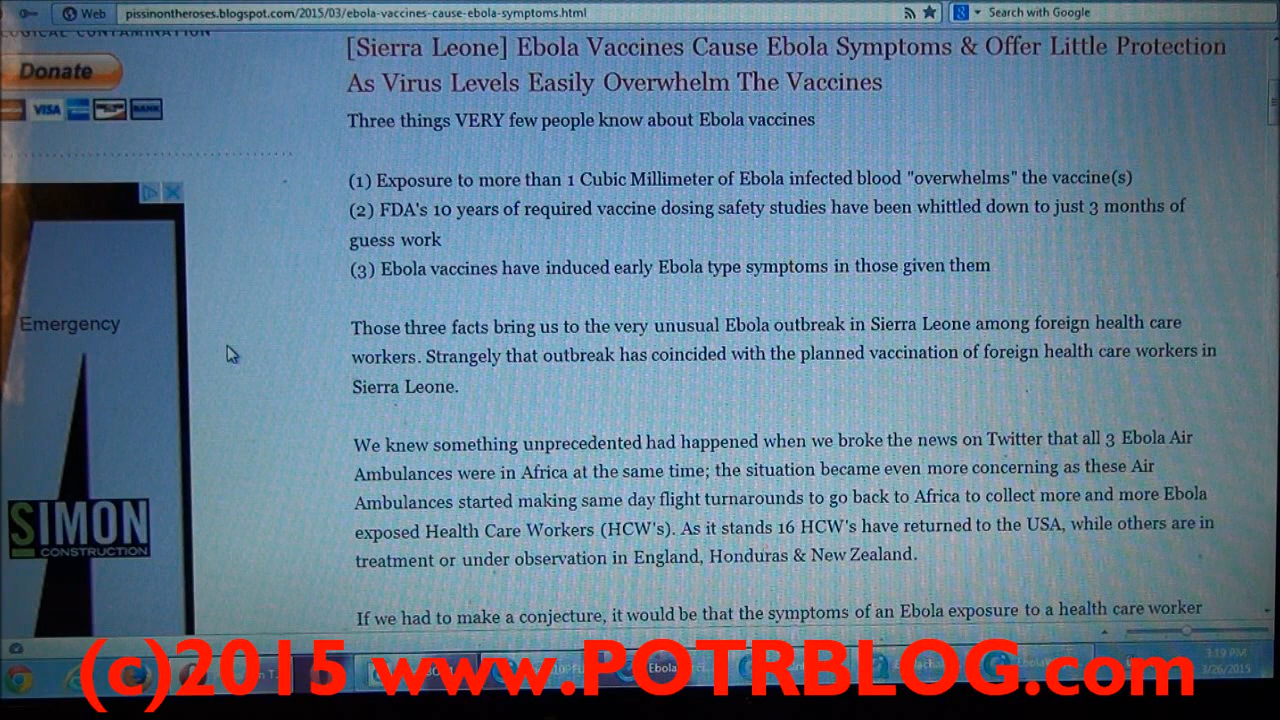 Web
pissinontheroses.blogspot.com/2015/03/ebola-vaccines-cause-ebola-symptoms.html
Search with Google
Donate
VISA
BANK
[Sierra Leone] Ebola Vaccines Cause Ebola Symptoms & Offer Little Protection
As Virus Levels Easily Overwhelm The Vaccines
Three things VERY few people know about Ebola vaccines
(1) Exposure to more than 1 Cubic Millimeter of Ebola infected blood "overwhelms" the vaccine(s)
(2) FDA's 10 years of required vaccine dosing safety studies have been whittled down to just 3 months of
guess work
(3) Ebola vaccines have induced early Ebola type symptoms in those given them
Those three facts bring us to the very unusual Ebola outbreak in Sierra Leone among foreign health care
workers. Strangely that outbreak has coincided with the planned vaccination of foreign health care workers in
Sierra Leone.
We knew something unprecedented had happened when we broke the news on Twitter that all 3 Ebola Air
Ambulances were in Africa at the same time; the situation became even more concerning as these Air
Ambulances started making same day flight turnarounds to go back to Africa to collect more and more Ebola
exposed Health Care Workers (HCW's). As it stands 16 HCW's have returned to the USA, while others are in
treatment or under observation in England, Honduras & New Zealand.
If we had to make a conjecture, it would be that the symptoms of an Ebola exposure to a health care worker
Emergency
SIMON
CONSTRUCTION
Ebola
3:19 PM
3/26/2015
(c)2015 www.POTRBLOG.com